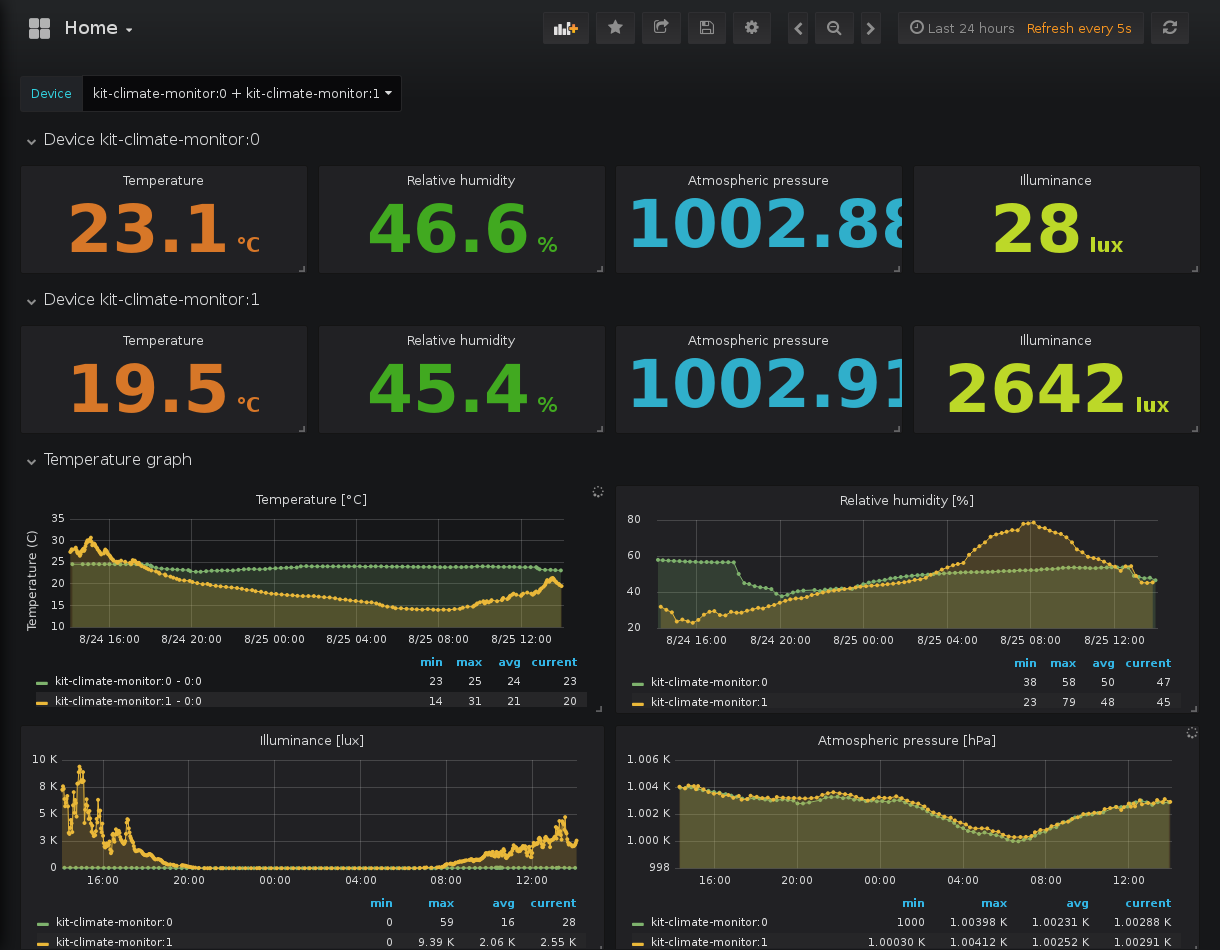 Home
Last 24 hours Refresh every 5s
Device kit-climate-monitor:0 + kit-climate-monitor:1
Device kit-climate-monitor:0
Temperature Relative humidity Atmospheric pressure Illuminance
23.1 °C 46.6 % 1002.88 28 lux
Device kit-climate-monitor:1
Temperature Relative humidity Atmospheric pressure Illuminance
19.5 °C 45.4 % 1002.91 2642 lux
Temperature graph
Temperature [°C]
Temperature (C)
35
30
25
20
15
10
8/24 16:00 8/24 20:00 8/25 00:00 8/25 04:00 8/25 08:00 8/25 12:00
min max avg current
kit-climate-monitor:0 - 0:0 23 25 24 23
kit-climate-monitor:1 - 0:0 14 31 21 20
Relative humidity [%]
80
60
40
20
8/24 16:00 8/24 20:00 8/25 00:00 8/25 04:00 8/25 08:00 8/25 12:00
min max avg current
kit-climate-monitor:0 38 58 50 47
kit-climate-monitor:1 23 79 48 45
Illuminance [lux]
10 K
8 K
5 K
3 K
0
16:00 20:00 00:00 04:00 08:00 12:00
min max avg current
kit-climate-monitor:0 0 59 16 28
kit-climate-monitor:1 0 9.39 K 2.06 K 2.55 K
Atmospheric pressure [hPa]
1.006 K
1.004 K
1.002 K
1.000 K
998
16:00 20:00 00:00 04:00 08:00 12:00
min max avg current
kit-climate-monitor:0 1000 1.00398 K 1.00231 K 1.00288 K
kit-climate-monitor:1 1.00030 K 1.00412 K 1.00252 K 1.00291 K